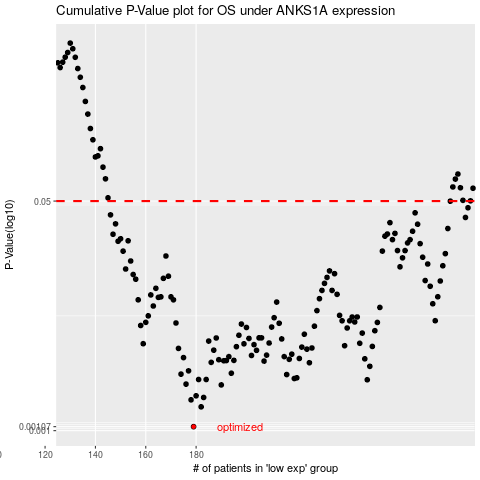 Cumulative P-Value plot for OS under ANKS1A expression
P-Value(log10)
0.05
0.00107
0.001
optimized
0
120
140
160
180
# of patients in 'low exp' group